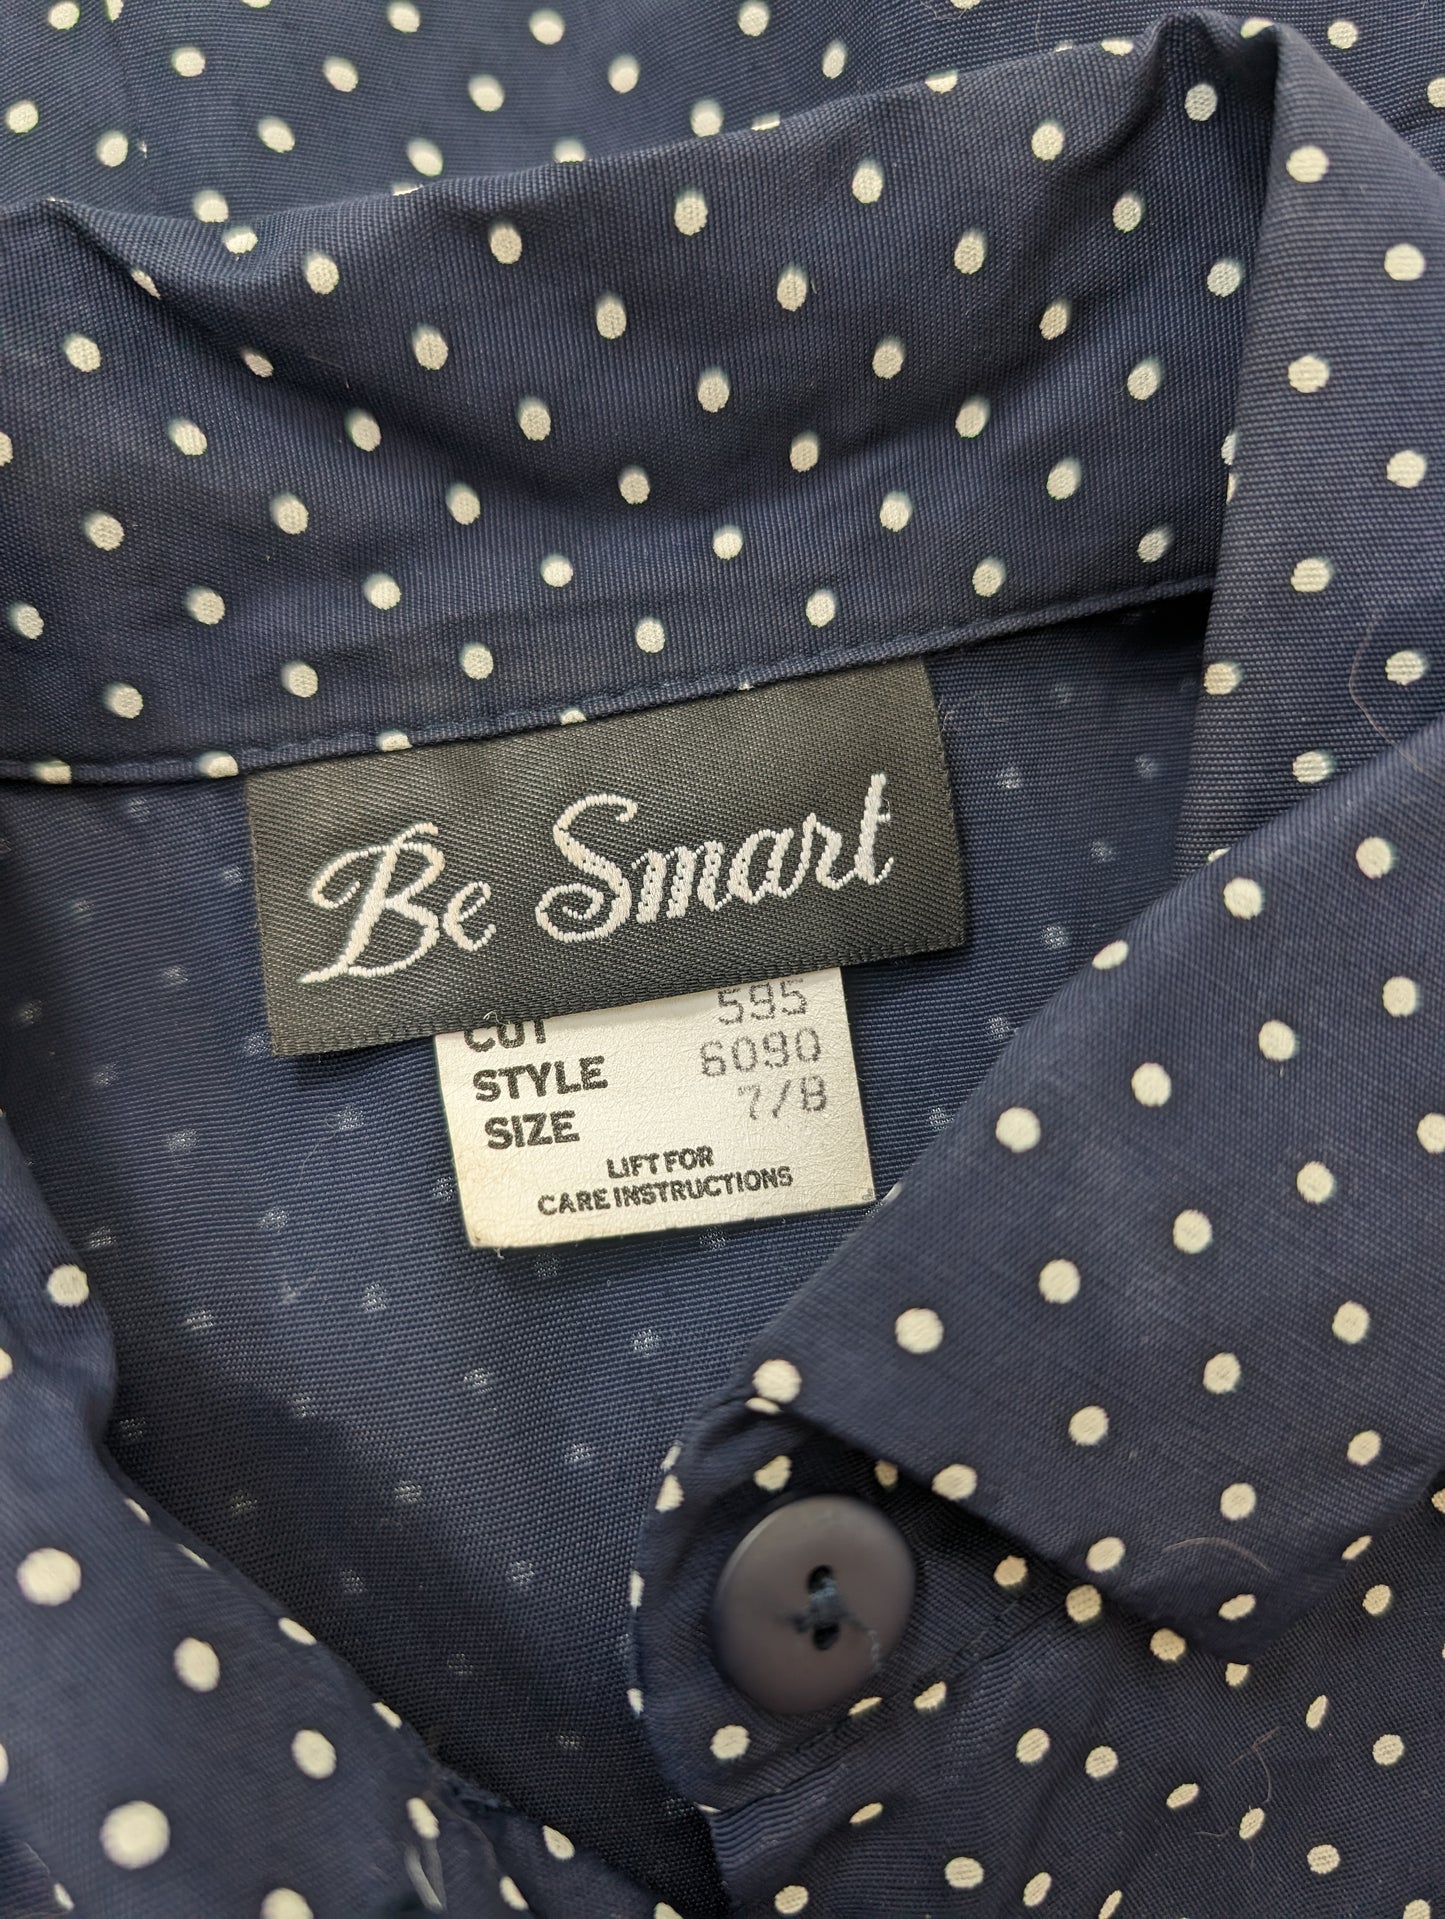 Be Smart
CUT 595
STYLE 6090
SIZE 7/8
LIFT FOR
CARE INSTRUCTIONS